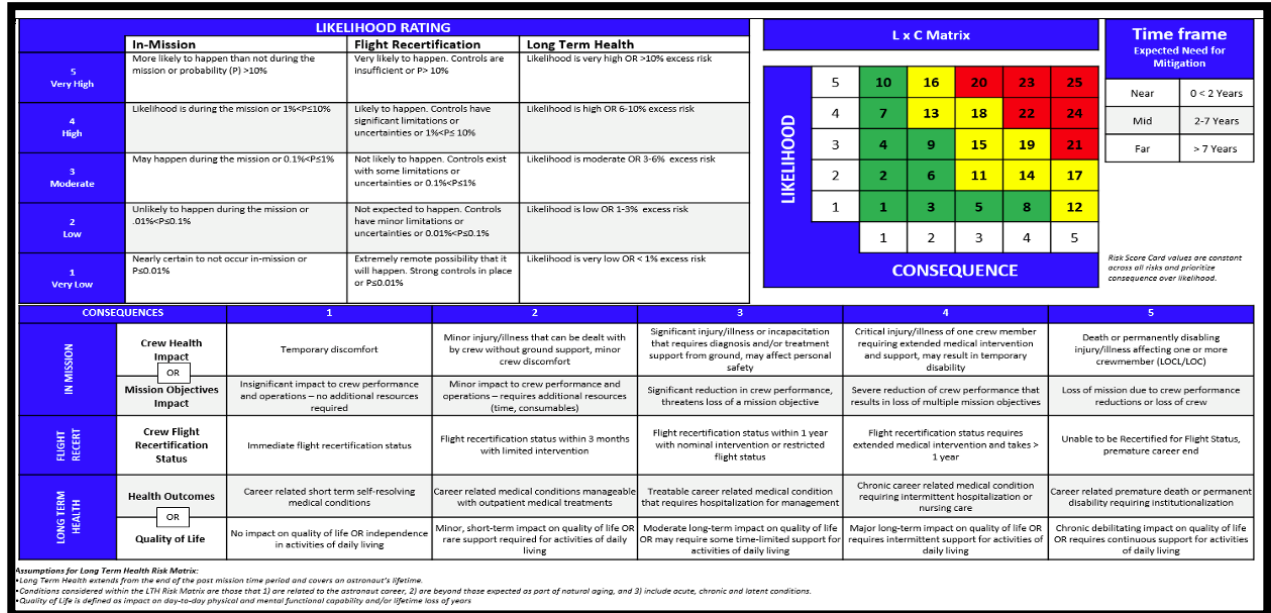 LIKELIHOOD RATING
In-Mission Flight Recertification Long Term Health
5
Very High
More likely to happen than not during the
mission or probability (P) >10%
Very likely to happen. Controls are
insufficient or P> 10%
Likelihood is very high OR >10% excess risk
4
High
Likelihood is during the mission or 1%<P≤10%
Likely to happen. Controls have
significant limitations or
uncertainties or 1%<P≤ 10%
Likelihood is high OR 6-10% excess risk
3
Moderate
May happen during the mission or 0.1%<P≤1%
Not likely to happen. Controls exist
with some limitations or
uncertainties or 0.1%<P≤1%
Likelihood is moderate OR 3-6% excess risk
2
Low
Unlikely to happen during the mission or
.01%<P≤0.1%
Not expected to happen. Controls
have minor limitations or
uncertainties or 0.01%<P≤0.1%
Likelihood is low OR 1-3% excess risk
1
Very Low
Nearly certain to not occur in-mission or
P≤0.01%
Extremely remote possibility that it
will happen. Strong controls in place
or P≤0.01%
Likelihood is very low OR < 1% excess risk
L x C Matrix
LIKELIHOOD
5 10 16 20 23 25
4 7 13 18 22 24
3 4 9 15 19 21
2 2 6 11 14 17
1 1 3 5 8 12
1 2 3 4 5
CONSEQUENCE
Time frame
Expected Need for
Mitigation
Near 0 < 2 Years
Mid 2-7 Years
Far > 7 Years
Risk Score Card values are constant
across all risks and prioritize
consequence over likelihood.
CONSEQUENCES 1 2 3 4 5
IN MISSION
Crew Health
Impact
Temporary discomfort
Minor injury/illness that can be dealt with
by crew without ground support, minor
crew discomfort
Significant injury/illness or incapacitation
that requires diagnosis and/or treatment
support from ground, may affect personal
safety
Critical injury/illness of one crew member
requiring extended medical intervention
and support, may result in temporary
disability
Death or permanently disabling
injury/illness affecting one or more
crewmember (LOCL/LOC)
OR
Mission Objectives
Impact
Insignificant impact to crew performance
and operations – no additional resources
required
Minor impact to crew performance and
operations – requires additional resources
(time, consumables)
Significant reduction in crew performance,
threatens loss of a mission objective
Severe reduction of crew performance that
results in loss of multiple mission objectives
Loss of mission due to crew performance
reductions or loss of crew
FLIGHT
RECERT
Crew Flight
Recertification
Status
Immediate flight recertification status
Flight recertification status within 3 months
with limited intervention
Flight recertification status within 1 year
with nominal intervention or restricted
flight status
Flight recertification status requires
extended medical intervention and takes >
1 year
Unable to be Recertified for Flight Status,
premature career end
LONG TERM
HEALTH
Health Outcomes
Career related short term self-resolving
medical conditions
Career related medical conditions manageable
with outpatient medical treatments
Treatable career related medical condition
that requires hospitalization for management
Chronic career related medical condition
requiring intermittent hospitalization or
nursing care
Career related premature death or permanent
disability requiring institutionalization
OR
Quality of Life
No impact on quality of life OR independence
in activities of daily living
Minor, short-term impact on quality of life OR
rare support required for activities of daily
living
Moderate long-term impact on quality of life
OR may require some time-limited support for
activities of daily living
Major long-term impact on quality of life OR
requires intermittent support for activities of
daily living
Chronic debilitating impact on quality of life
OR requires continuous support for activities
of daily living
Assumptions for Long Term Health Risk Matrix:
•Long Term Health extends from the end of the post mission time period and covers an astronaut's lifetime.
•Conditions considered within the LTH Risk Matrix are those that 1) are related to the astronaut career, 2) are beyond those expected as part of natural aging, and 3) include acute, chronic and latent conditions.
•Quality of Life is defined as impact on day-to-day physical and mental functional capability and/or lifetime loss of years